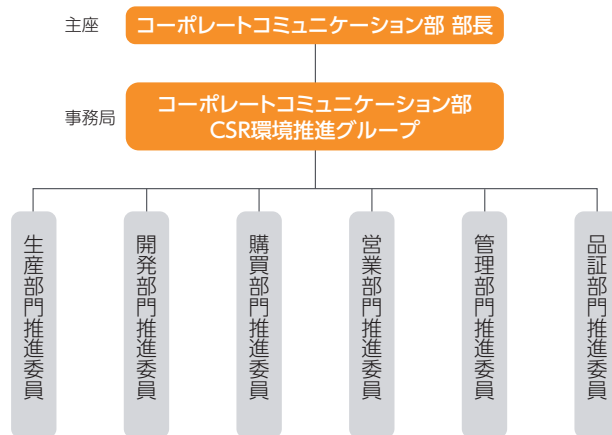 主座
コーポレートコミュニケーション部 部長
事務局
コーポレートコミュニケーション部
CSR環境推進グループ
生産部門推進委員
開発部門推進委員
購買部門推進委員
営業部門推進委員
管理部門推進委員
品証部門推進委員